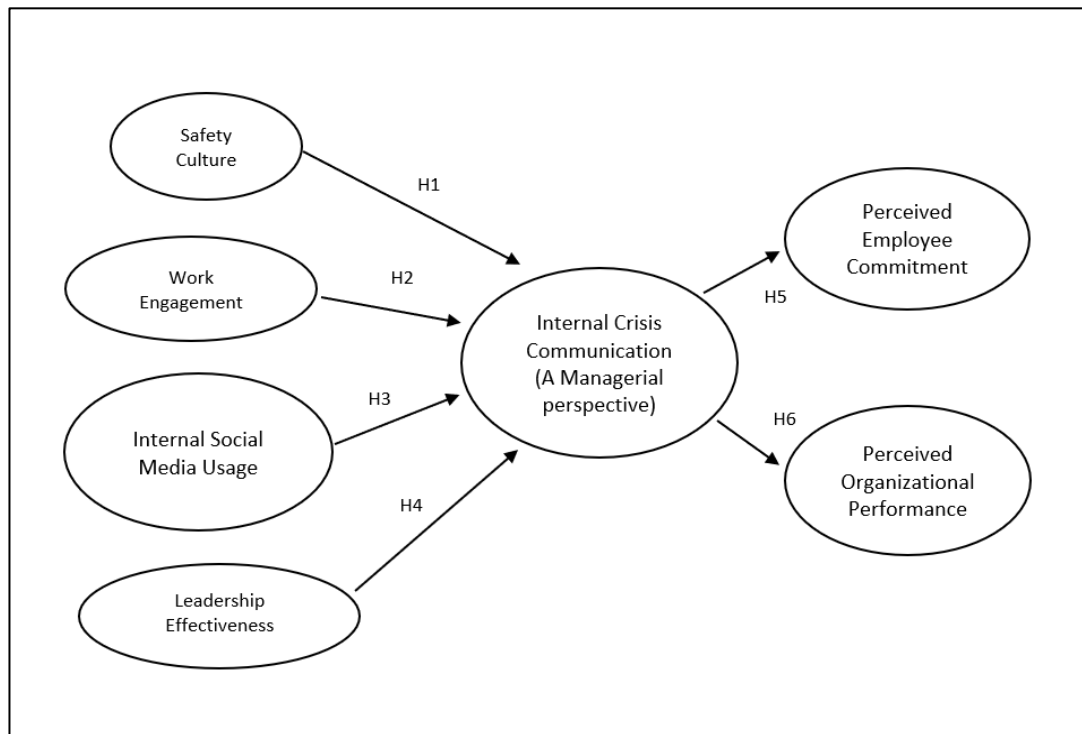 Safety
Culture
H1
Work
Engagement
H2
Internal Social
Media Usage
H3
Leadership
Effectiveness
H4
Internal Crisis
Communication
(A Managerial
perspective)
H5
Perceived
Employee
Commitment
H6
Perceived
Organizational
Performance